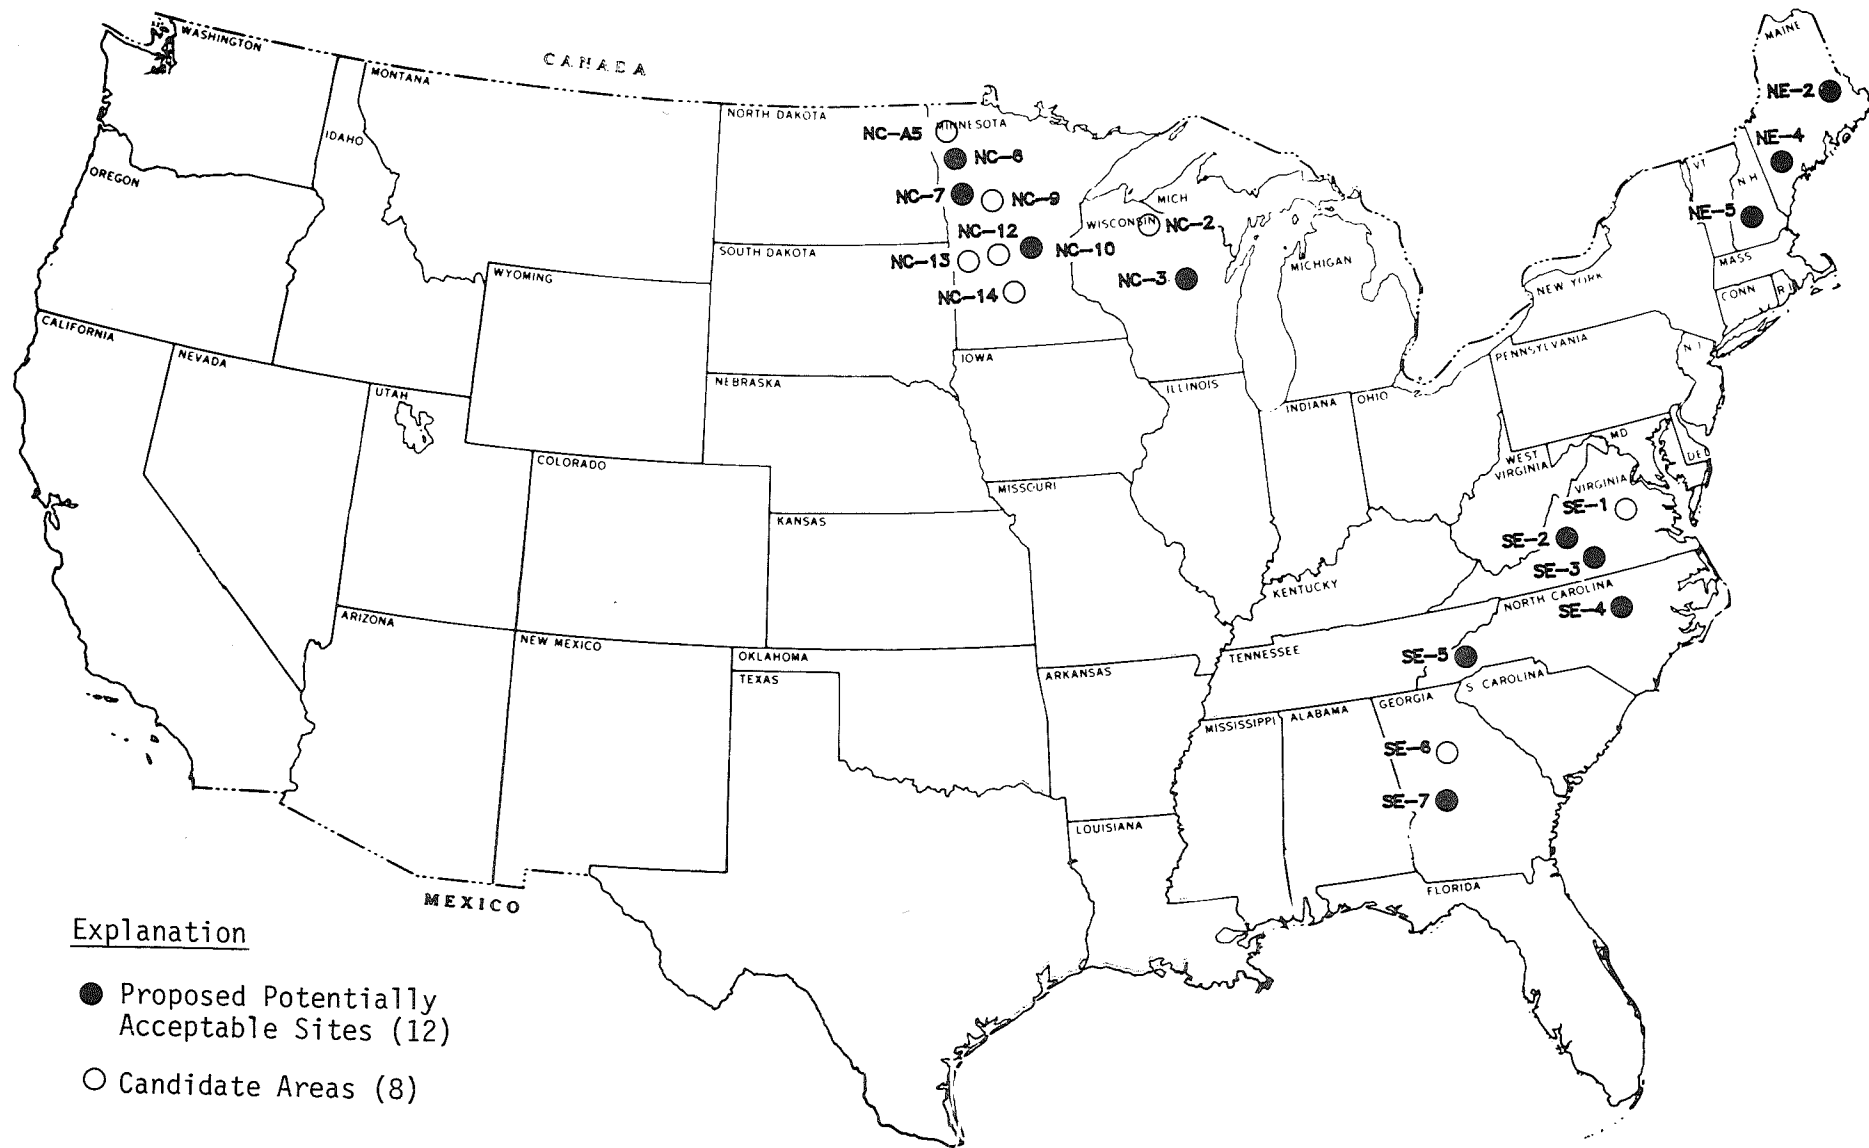 WASHINGTON
CANADA
MAINE
MONTANA
NE-2
NORTH DAKOTA
MINNESOTA
NC-A5
IDAHO
NE-4
NC-6
VT
OREGON
N H
NC-7
NC-9
MICH
NE-5
WISCONSIN
NC-2
NC-12
SOUTH DAKOTA
NC-10
NC-13
MASS
WYOMING
MICHIGAN
NC-3
NEW YORK
NC-14
CONN
R I
CALIFORNIA
NEVADA
IOWA
PENNSYLVANIA
N J
NEBRASKA
ILLINOIS
UTAH
INDIANA
OHIO
MD
WEST
VIRGINIA
DEL
COLORADO
MISSOURI
VIRGINIA
SE-1
KANSAS
SE-2
SE-3
KENTUCKY
NORTH CAROLINA
SE-4
ARIZONA
NEW MEXICO
OKLAHOMA
TENNESSEE
SE-5
TEXAS
ARKANSAS
S CAROLINA
GEORGIA
MISSISSIPPI
ALABAMA
SE-6
SE-7
LOUISIANA
FLORIDA
MEXICO
Explanation
Proposed Potentially
Acceptable Sites (12)
Candidate Areas (8)